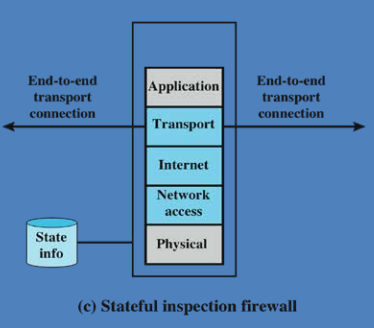 End-to-end
transport
connection
Application
Transport
Internet
Network
access
Physical
End-to-end
transport
connection
State
info
(c) Stateful inspection firewall